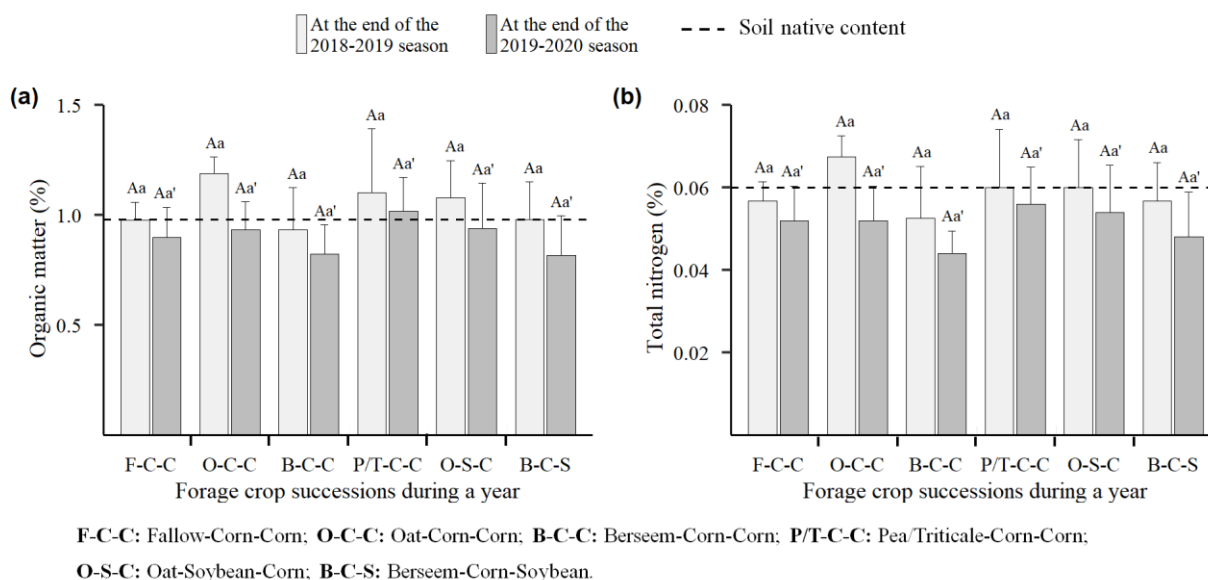 At the end of the
2018-2019 season
At the end of the
2019-2020 season
Soil native content
(a)
Organic matter (%)
1.5
1.0
0.5
Aa Aa' Aa Aa' Aa Aa' Aa Aa' Aa Aa' Aa Aa'
F-C-C O-C-C B-C-C P/T-C-C O-S-C B-C-S
Forage crop successions during a year
(b)
Total nitrogen (%)
0.08
0.06
0.04
0.02
Aa Aa' Aa Aa' Aa Aa' Aa Aa' Aa Aa' Aa Aa'
F-C-C O-C-C B-C-C P/T-C-C O-S-C B-C-S
Forage crop successions during a year
F-C-C: Fallow-Corn-Corn; O-C-C: Oat-Corn-Corn; B-C-C: Berseem-Corn-Corn; P/T-C-C: Pea/Triticale-Corn-Corn;
O-S-C: Oat-Soybean-Corn; B-C-S: Berseem-Corn-Soybean.